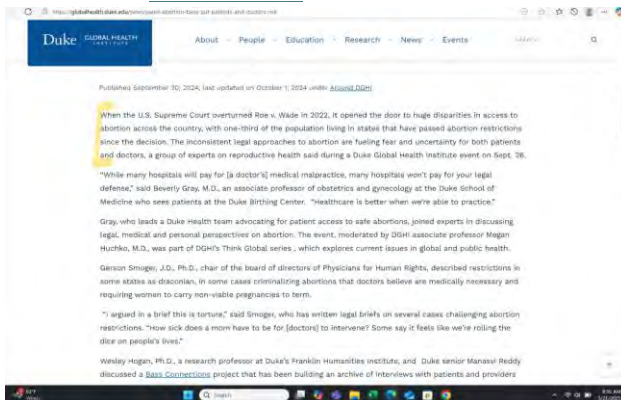 https://globalhealth.duke.edu/news/
Duke GLOBAL HEALTH
INSTITUTE
About People Education Research News Events
Published September 30, 2024, last updated on October 1, 2024 under Around DGHI
When the U.S. Supreme Court overturned Roe v. Wade in 2022, it opened the door to huge disparities in access to
abortion across the country, with one-third of the population living in states that have passed abortion restrictions
since the decision. The inconsistent legal approaches to abortion are fueling fear and uncertainty for both patients
and doctors, a group of experts on reproductive health said during a Duke Global Health Institute event on Sept. 26.
"While many hospitals will pay for [a doctor's] medical malpractice, many hospitals won't pay for your legal
defense," said Beverly Gray, M.D., an associate professor of obstetrics and gynecology at the Duke School of
Medicine who sees patients at the Duke Birthing Center. "Healthcare is better when we're able to practice."
Gray, who leads a Duke Health team advocating for patient access to safe abortions, joined experts in discussing
legal, medical and personal perspectives on abortion. The event, moderated by DGHI associate professor Megan
Huchko, M.D., was part of DGHI's Think Global series , which explores current issues in global and public health.
Gerson Smoger, J.D., Ph.D., chair of the board of directors of Physicians for Human Rights, described restrictions in
some states as draconian, in some cases criminalizing abortions that doctors believe are medically necessary and
requiring women to carry non-viable pregnancies to term.
"I argued in a brief this is torture," said Smoger, who has written legal briefs on several cases challenging abortion
restrictions. "How sick does a mom have to be for [doctors] to intervene? Some say it feels like we're rolling the
dice on people's lives."
Wesley Hogan, Ph.D., a research professor at Duke's Franklin Humanities Institute, and Duke senior Manasvi Reddy
discussed a Bass Connections project that has been building an archive of interviews with patients and providers
Search